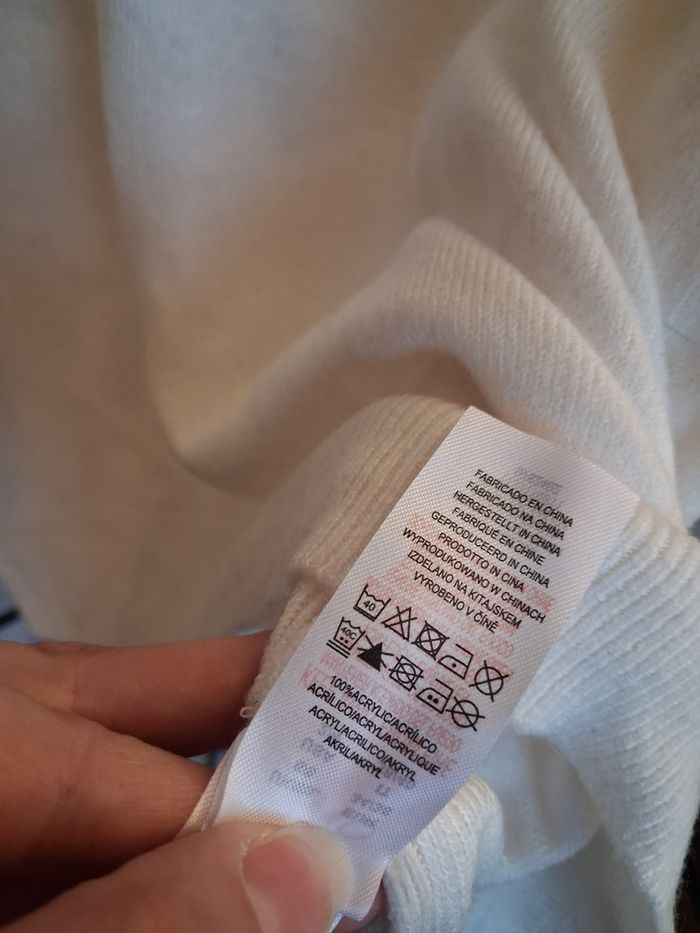 FABRICADO EN CHINA
FABRICADO NA CHINA
HERGESTELLT IN CHINA
FABRIQUÉ EN CHINE
GEPRODUCEERD IN CHINA
PRODOTTO IN CINA
WYPRODUKOWANO W CHINACH
IZDELANO NA KITAJSKEM
VYROBENO V ČÍNĚ
40
40C
100%ACRYLIC/ACRÍLICO
ACRÍLICO/ACRYL/ACRYLIQUE
ACRYL/ACRILICO/AKRYL
AKRIL/AKRYL